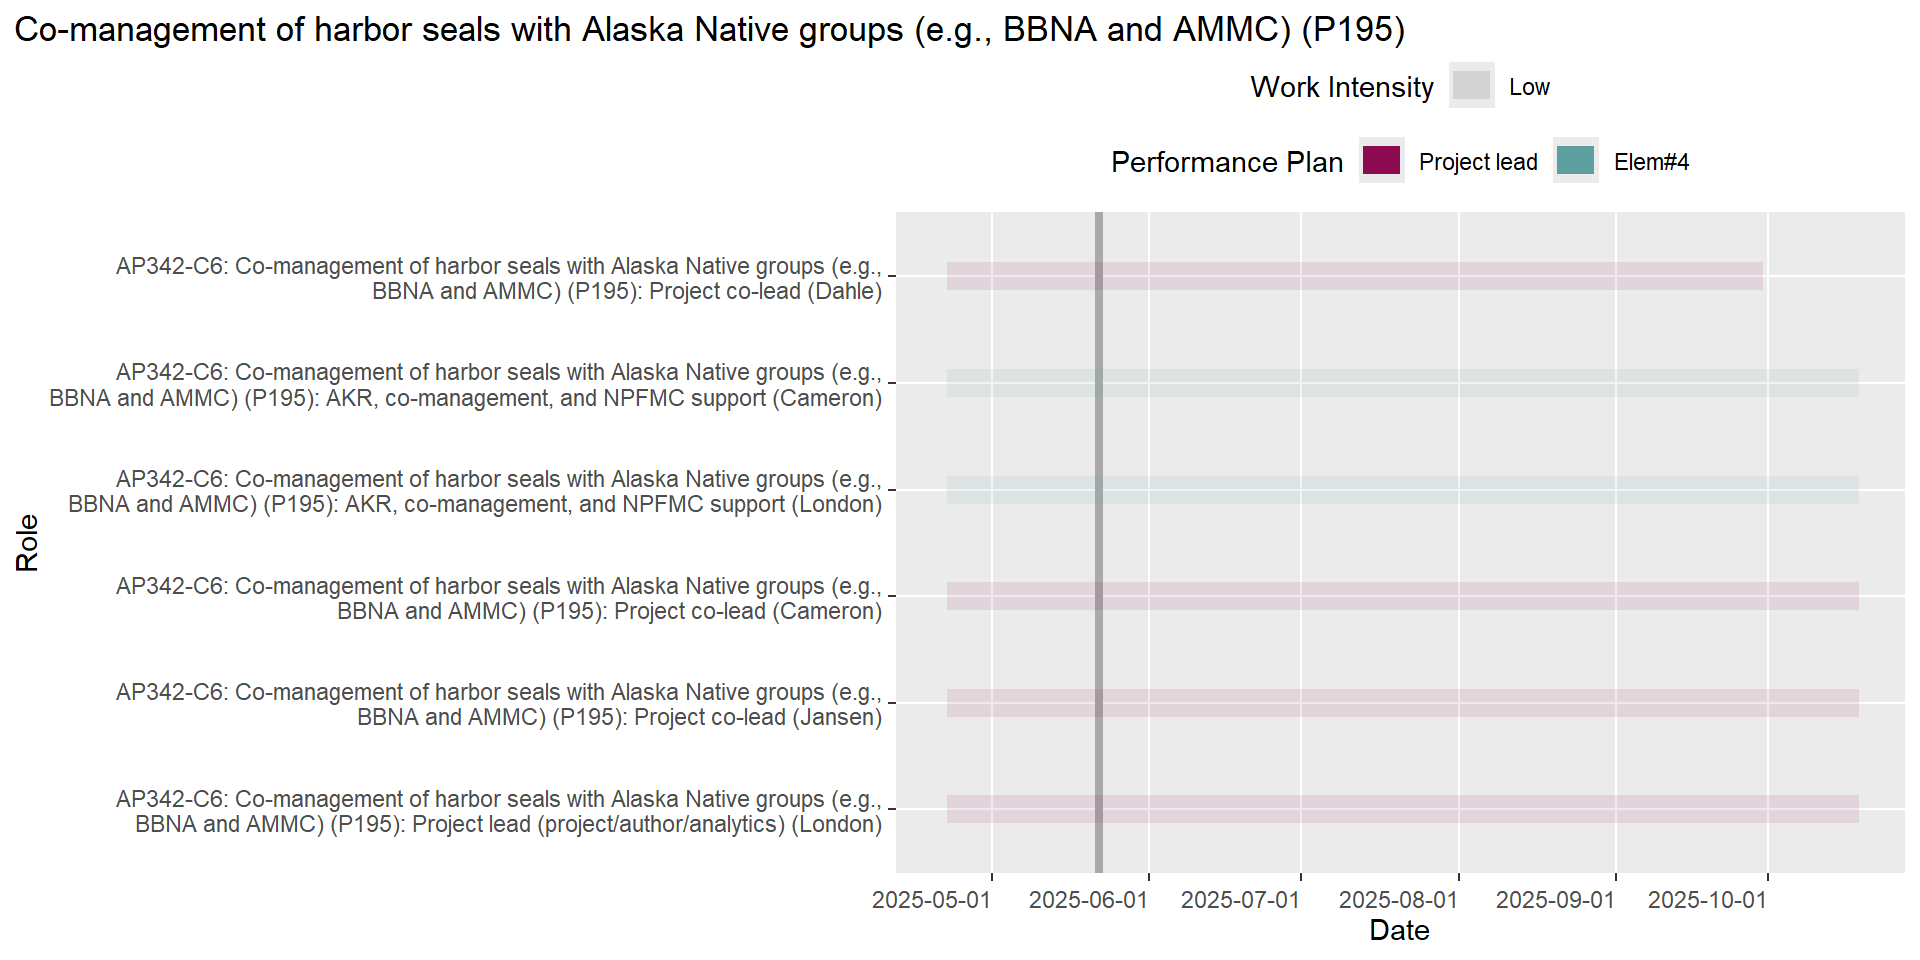 Co-management of harbor seals with Alaska Native groups (e.g., BBNA and AMMC) (P195)
Work Intensity Low
Performance Plan Project lead Elem#4
AP342-C6: Co-management of harbor seals with Alaska Native groups (e.g.,
BBNA and AMMC) (P195): Project co-lead (Dahle)
AP342-C6: Co-management of harbor seals with Alaska Native groups (e.g.,
BBNA and AMMC) (P195): AKR, co-management, and NPFMC support (Cameron)
AP342-C6: Co-management of harbor seals with Alaska Native groups (e.g.,
BBNA and AMMC) (P195): AKR, co-management, and NPFMC support (London)
Role
AP342-C6: Co-management of harbor seals with Alaska Native groups (e.g.,
BBNA and AMMC) (P195): Project co-lead (Cameron)
AP342-C6: Co-management of harbor seals with Alaska Native groups (e.g.,
BBNA and AMMC) (P195): Project co-lead (Jansen)
AP342-C6: Co-management of harbor seals with Alaska Native groups (e.g.,
BBNA and AMMC) (P195): Project lead (project/author/analytics) (London)
2025-05-01 2025-06-01 2025-07-01 2025-08-01 2025-09-01 2025-10-01
Date